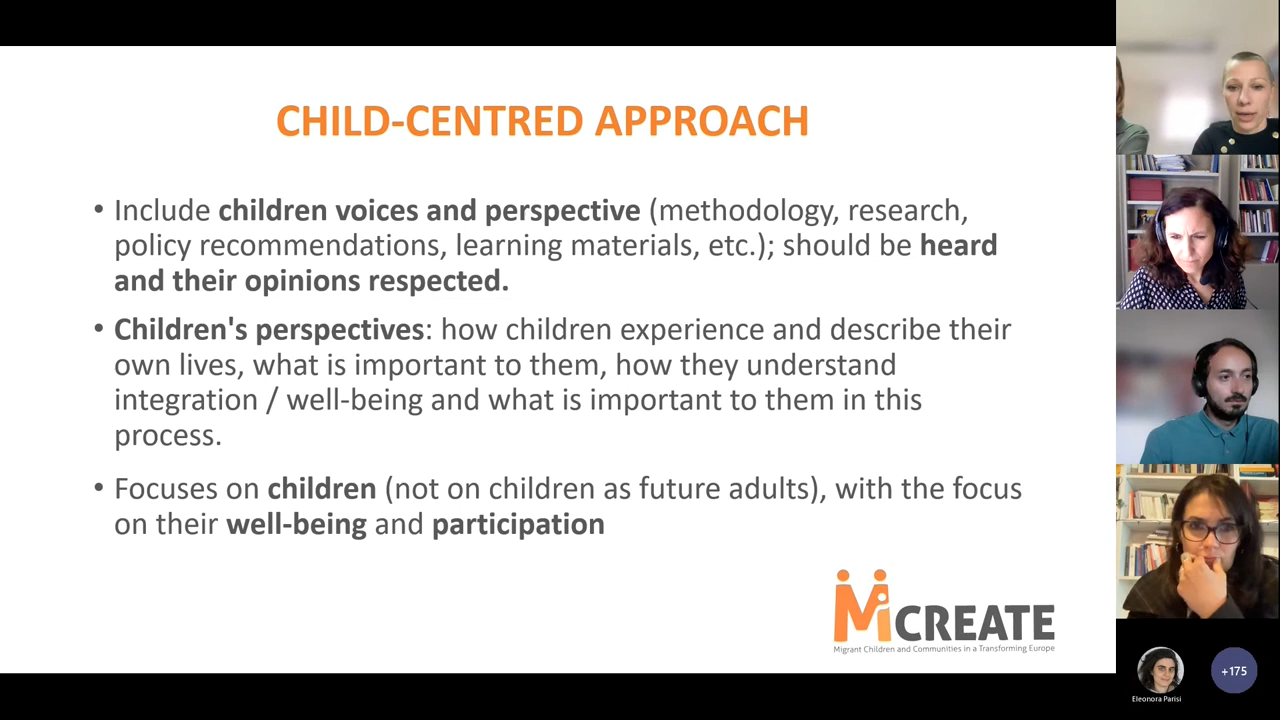 CHILD-CENTRED APPROACH
• Include children voices and perspective (methodology, research,
policy recommendations, learning materials, etc.); should be heard
and their opinions respected.
• Children's perspectives: how children experience and describe their
own lives, what is important to them, how they understand
integration / well-being and what is important to them in this
process.
• Focuses on children (not on children as future adults), with the focus
on their well-being and participation
MiCREATE
Migrant Children and Communities in a Transforming Europe
Eleonora Parisi
+175